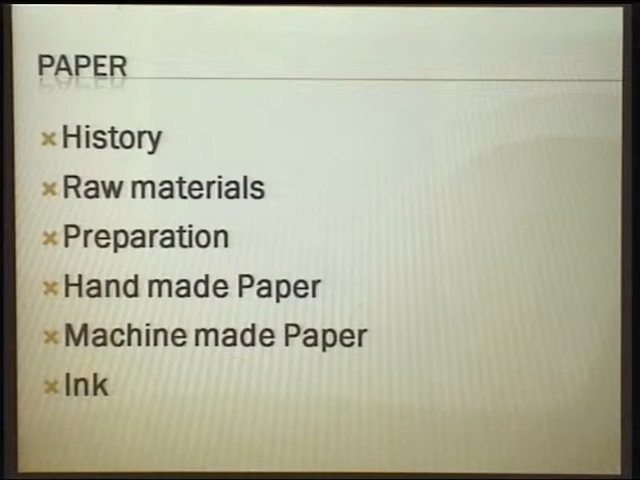 PAPER
History
Raw materials
Preparation
Hand made Paper
Machine made Paper
Ink